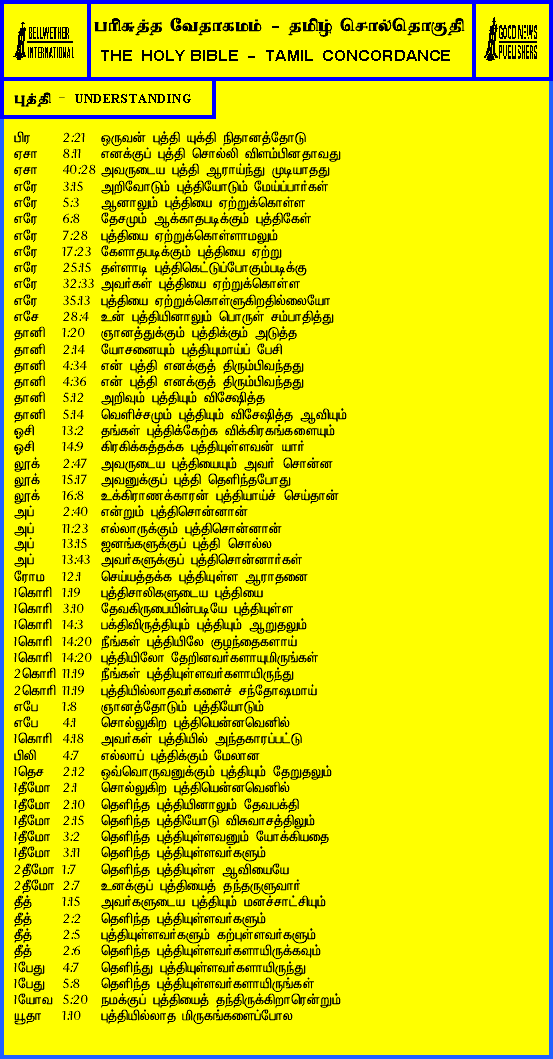 BELLWETHER
INTERNATIONAL
பரிசுத்த வேதாகமம் - தமிழ் சொல்தொகுதி
THE HOLY BIBLE - TAMIL CONCORDANCE
GOOD NEWS
PUBLISHERS
புத்தி - UNDERSTANDING
பிர 2:21 ஒருவன் புத்தி யுக்தி நிதானத்தோடு
ஏசா 8:11 எனக்குப் புத்தி சொல்லி விளம்பினதாவது
ஏசா 40:28 அவருடைய புத்தி ஆராய்ந்து முடியாதது
எரே 3:15 அறிவோடும் புத்தியோடும் மேய்ப்பார்கள்
எரே 5:3 ஆனாலும் புத்தியை ஏற்றுக்கொள்ள
எரே 6:8 தேசமும் ஆக்காதபடிக்கும் புத்திகேள்
எரே 7:28 புத்தியை ஏற்றுக்கொள்ளாமலும்
எரே 17:23 கேளாதபடிக்கும் புத்தியை ஏற்று
எரே 25:15 தள்ளாடி புத்திகெட்டுப்போகும்படிக்கு
எரே 32:33 அவர்கள் புத்தியை ஏற்றுக்கொள்ள
எரே 35:13 புத்தியை ஏற்றுக்கொள்ளுகிறதில்லையோ
எசே 28:4 உன் புத்தியினாலும் பொருள் சம்பாதித்து
தானி 1:20 ஞானத்துக்கும் புத்திக்கும் அடுத்த
தானி 2:14 யோசனையும் புத்தியுமாய்ப் பேசி
தானி 4:34 என் புத்தி எனக்குத் திரும்பிவந்தது
தானி 4:36 என் புத்தி எனக்குத் திரும்பிவந்தது
தானி 5:12 அறிவும் புத்தியும் விசேஷித்த
தானி 5:14 வெளிச்சமும் புத்தியும் விசேஷித்த ஆவியும்
ஓசி 13:2 தங்கள் புத்திக்கேற்க விக்கிரகங்களையும்
ஓசி 14:9 கிரகிக்கத்தக்க புத்தியுள்ளவன் யார்
லூக் 2:47 அவருடைய புத்தியையும் அவர் சொன்ன
லூக் 15:17 அவனுக்குப் புத்தி தெளிந்தபோது
லூக் 16:8 உக்கிராணக்காரன் புத்தியாய்ச் செய்தான்
அப் 2:40 என்றும் புத்திசொன்னான்
அப் 11:23 எல்லாருக்கும் புத்திசொன்னான்
அப் 13:15 ஜனங்களுக்குப் புத்தி சொல்ல
அப் 13:43 அவர்களுக்குப் புத்திசொன்னார்கள்
ரோம 12:1 செய்யத்தக்க புத்தியுள்ள ஆராதனை
1கொரி 1:19 புத்திசாலிகளுடைய புத்தியை
1கொரி 3:10 தேவகிருபையின்படியே புத்தியுள்ள
1கொரி 14:3 பக்திவிருத்தியும் புத்தியும் ஆறுதலும்
1கொரி 14:20 நீங்கள் புத்தியிலே குழந்தைகளாய்
1கொரி 14:20 புத்தியிலோ தேறினவர்களாயுமிருங்கள்
2கொரி 11:19 நீங்கள் புத்தியுள்ளவர்களாயிருந்து
2கொரி 11:19 புத்தியில்லாதவர்களைச் சந்தோஷமாய்
எபே 1:8 ஞானத்தோடும் புத்தியோடும்
எபே 4:1 சொல்லுகிற புத்தியென்னவெனில்
1கொரி 4:18 அவர்கள் புத்தியில் அந்தகாரப்பட்டு
பிலி 4:7 எல்லாப் புத்திக்கும் மேலான
1தெச 2:12 ஒவ்வொருவனுக்கும் புத்தியும் தேறுதலும்
1தீமோ 2:1 சொல்லுகிற புத்தியென்னவெனில்
1தீமோ 2:10 தெளிந்த புத்தியினாலும் தேவபக்தி
1தீமோ 2:15 தெளிந்த புத்தியோடு விசுவாசத்திலும்
1தீமோ 3:2 தெளிந்த புத்தியுள்ளவனும் யோக்கியதை
1தீமோ 3:11 தெளிந்த புத்தியுள்ளவர்களும்
2தீமோ 1:7 தெளிந்த புத்தியுள்ள ஆவியையே
2தீமோ 2:7 உனக்குப் புத்தியைத் தந்தருளுவார்
தீத் 1:15 அவர்களுடைய புத்தியும் மனச்சாட்சியும்
தீத் 2:2 தெளிந்த புத்தியுள்ளவர்களும்
தீத் 2:5 புத்தியுள்ளவர்களும் கற்புள்ளவர்களும்
தீத் 2:6 தெளிந்த புத்தியுள்ளவர்களாயிருக்கவும்
1பேது 4:7 தெளிந்து புத்தியுள்ளவர்களாயிருந்து
1பேது 5:8 தெளிந்த புத்தியுள்ளவர்களாயிருங்கள்
1யோவ 5:20 நமக்குப் புத்தியைத் தந்திருக்கிறாரென்றும்
யூதா 1:10 புத்தியில்லாத மிருகங்களைப்போல